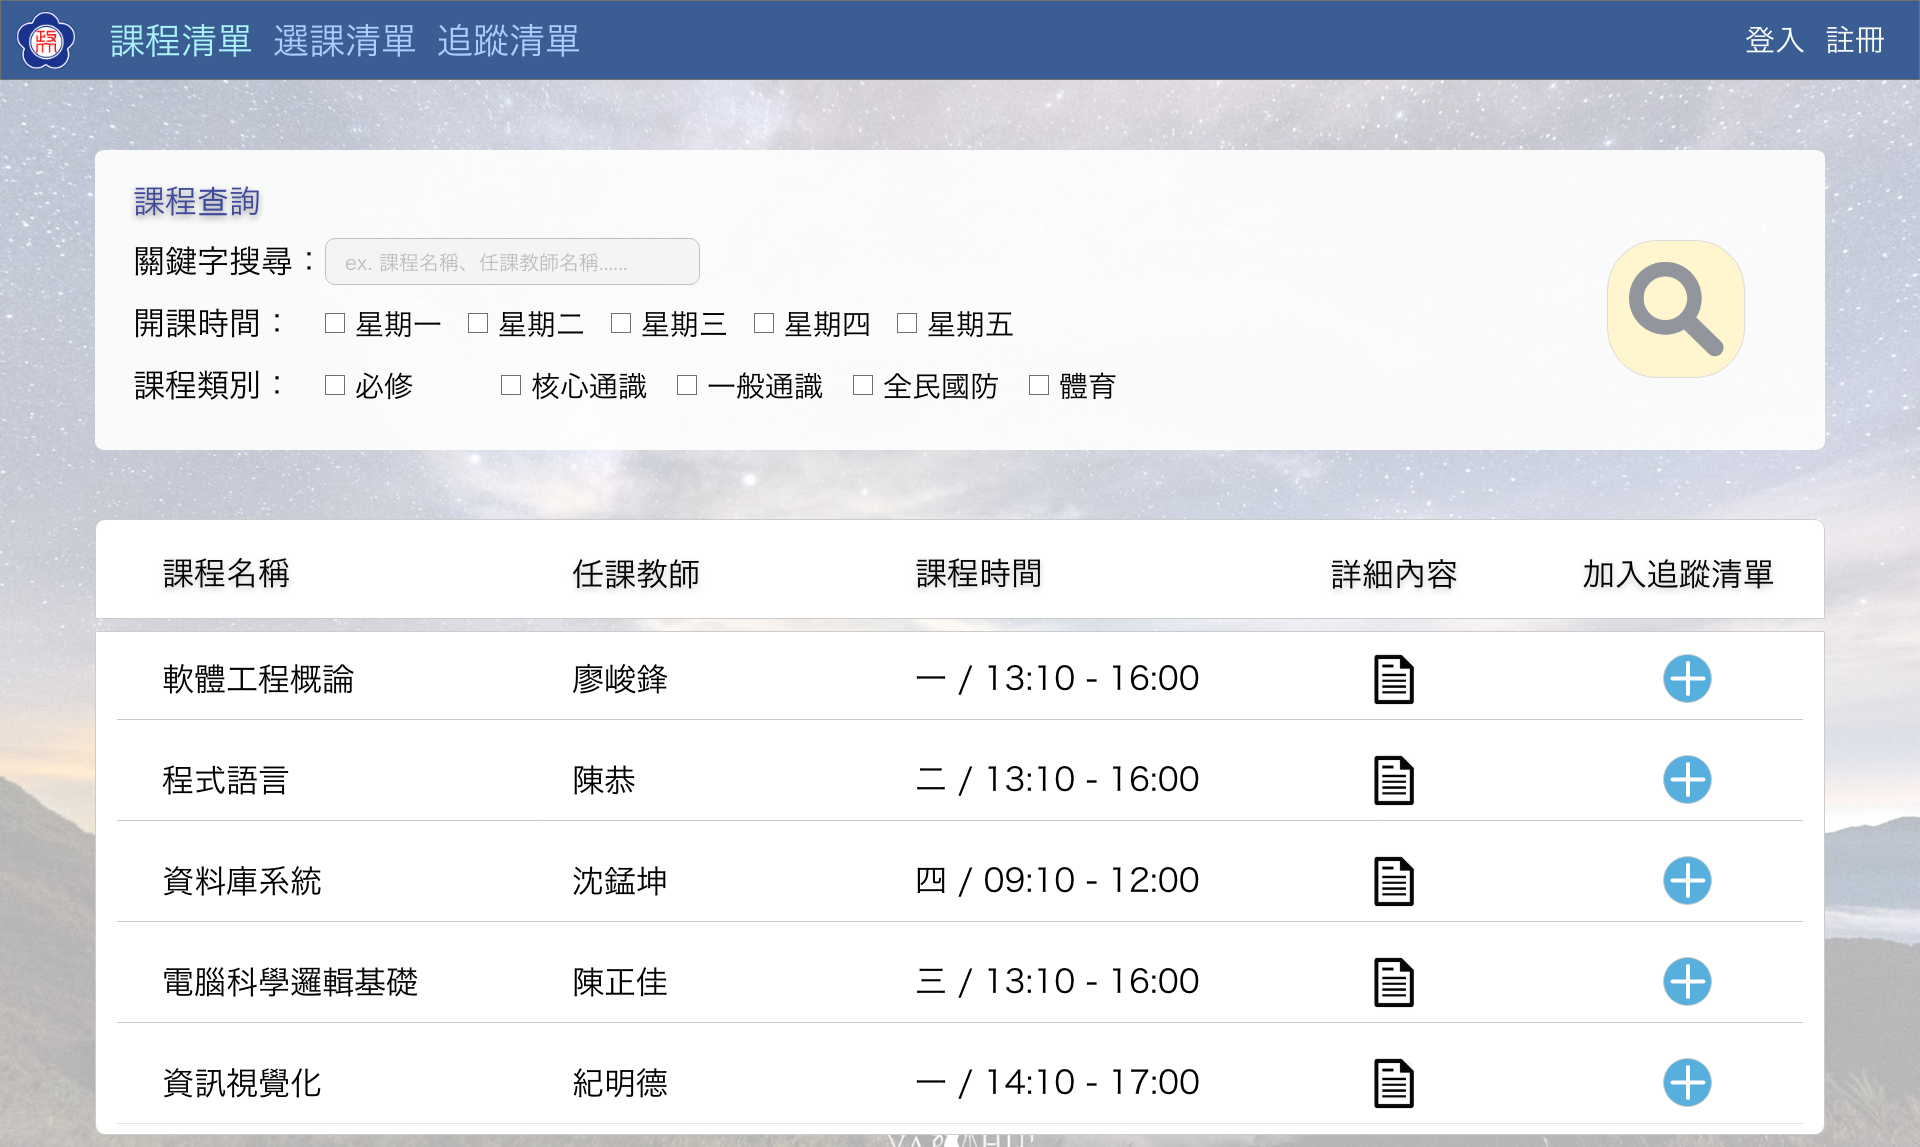 政大
課程清單 選課清單 追蹤清單 登入 註冊
課程查詢
關鍵字搜尋： ex. 課程名稱、任課教師名稱......
開課時間： 星期一 星期二 星期三 星期四 星期五
課程類別： 必修 核心通識 一般通識 全民國防 體育
課程名稱 任課教師 課程時間 詳細內容 加入追蹤清單
軟體工程概論 廖峻鋒 一 / 13:10 - 16:00
程式語言 陳恭 二 / 13:10 - 16:00
資料庫系統 沈錳坤 四 / 09:10 - 12:00
電腦科學邏輯基礎 陳正佳 三 / 13:10 - 16:00
資訊視覺化 紀明德 一 / 14:10 - 17:00